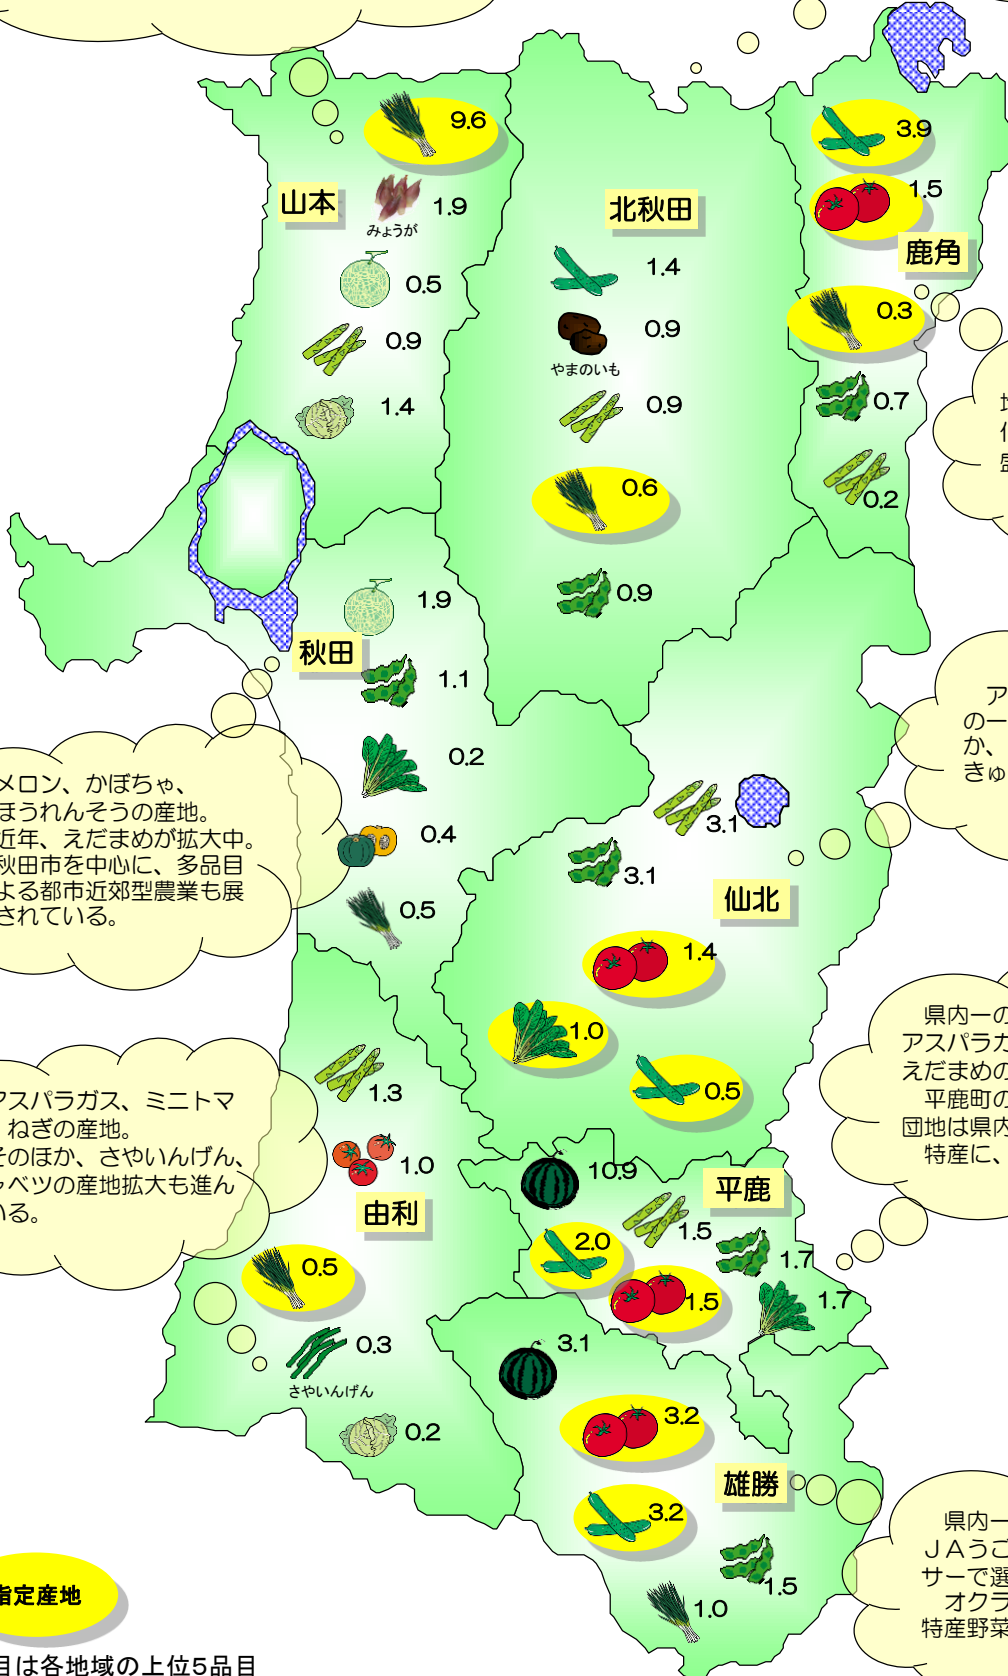 9.6
山本
1.9
みょうが
0.5
0.9
1.4
北秋田
1.4
0.9
やまのいも
0.9
0.6
0.9
3.9
1.5
鹿角
0.3
0.7
0.2
1.9
秋田
1.1
0.2
0.4
0.5
メロン、かぼちゃ、
ほうれんそうの産地。
近年、えだまめが拡大中。
秋田市を中心に、多品目
よる都市近郊型農業も展
されている。
3.1
3.1
仙北
1.4
1.0
0.5
ア
の一
か、
きゅ
1.3
1.0
由利
0.5
0.3
さやいんげん
0.2
アスパラガス、ミニトマ
ねぎの産地。
そのほか、さやいんげん、
ャベツの産地拡大も進ん
いる。
10.9
平鹿
1.5
2.0
1.7
1.5
1.7
県内一の
アスパラガ
えだまめの
平鹿町の
団地は県内
特産に、
3.1
3.2
雄勝
3.2
1.5
1.0
県内一
ＪＡうご
サーで選
オクラ
特産野菜
指定産地
目は各地域の上位5品目